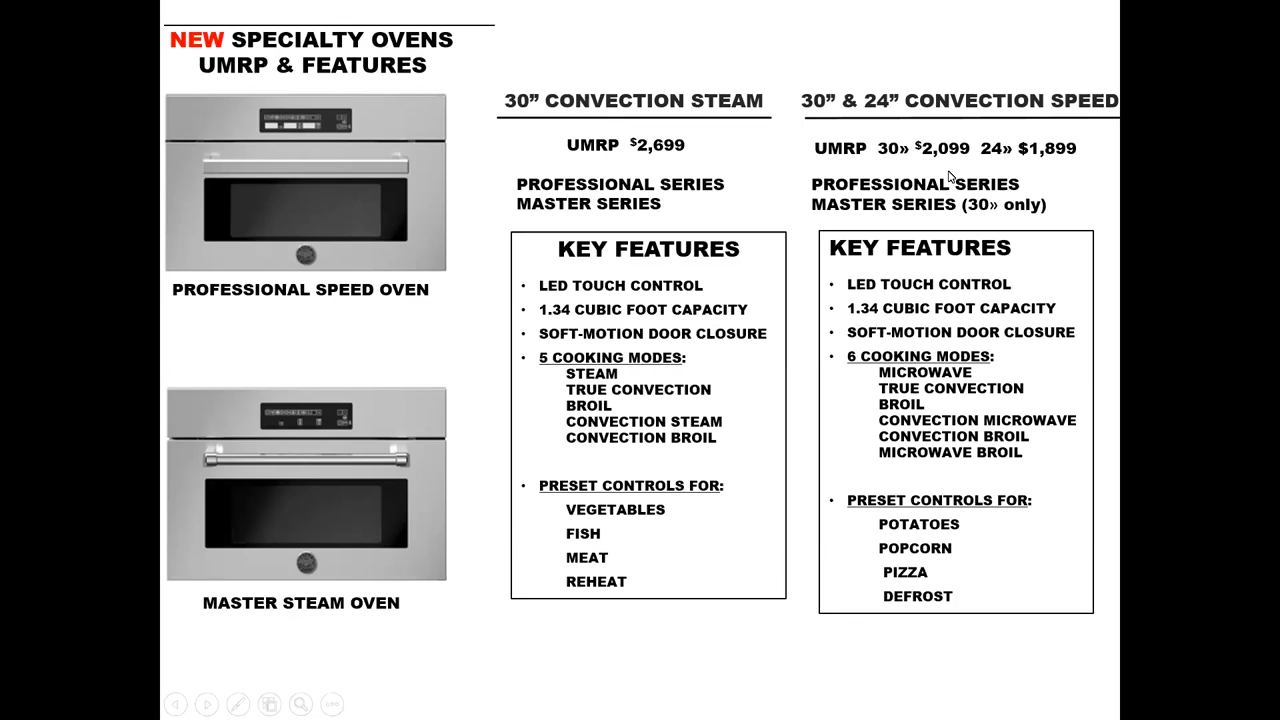 NEW SPECIALTY OVENS
UMRP & FEATURES
PROFESSIONAL SPEED OVEN
MASTER STEAM OVEN
30” CONVECTION STEAM
UMRP $2,699
PROFESSIONAL SERIES
MASTER SERIES
KEY FEATURES
• LED TOUCH CONTROL
• 1.34 CUBIC FOOT CAPACITY
• SOFT-MOTION DOOR CLOSURE
• 5 COOKING MODES:
STEAM
TRUE CONVECTION
BROIL
CONVECTION STEAM
CONVECTION BROIL
• PRESET CONTROLS FOR:
VEGETABLES
FISH
MEAT
REHEAT
30” & 24” CONVECTION SPEED
UMRP 30» $2,099 24» $1,899
PROFESSIONAL SERIES
MASTER SERIES (30» only)
KEY FEATURES
• LED TOUCH CONTROL
• 1.34 CUBIC FOOT CAPACITY
• SOFT-MOTION DOOR CLOSURE
• 6 COOKING MODES:
MICROWAVE
TRUE CONVECTION
BROIL
CONVECTION MICROWAVE
CONVECTION BROIL
MICROWAVE BROIL
• PRESET CONTROLS FOR:
POTATOES
POPCORN
PIZZA
DEFROST